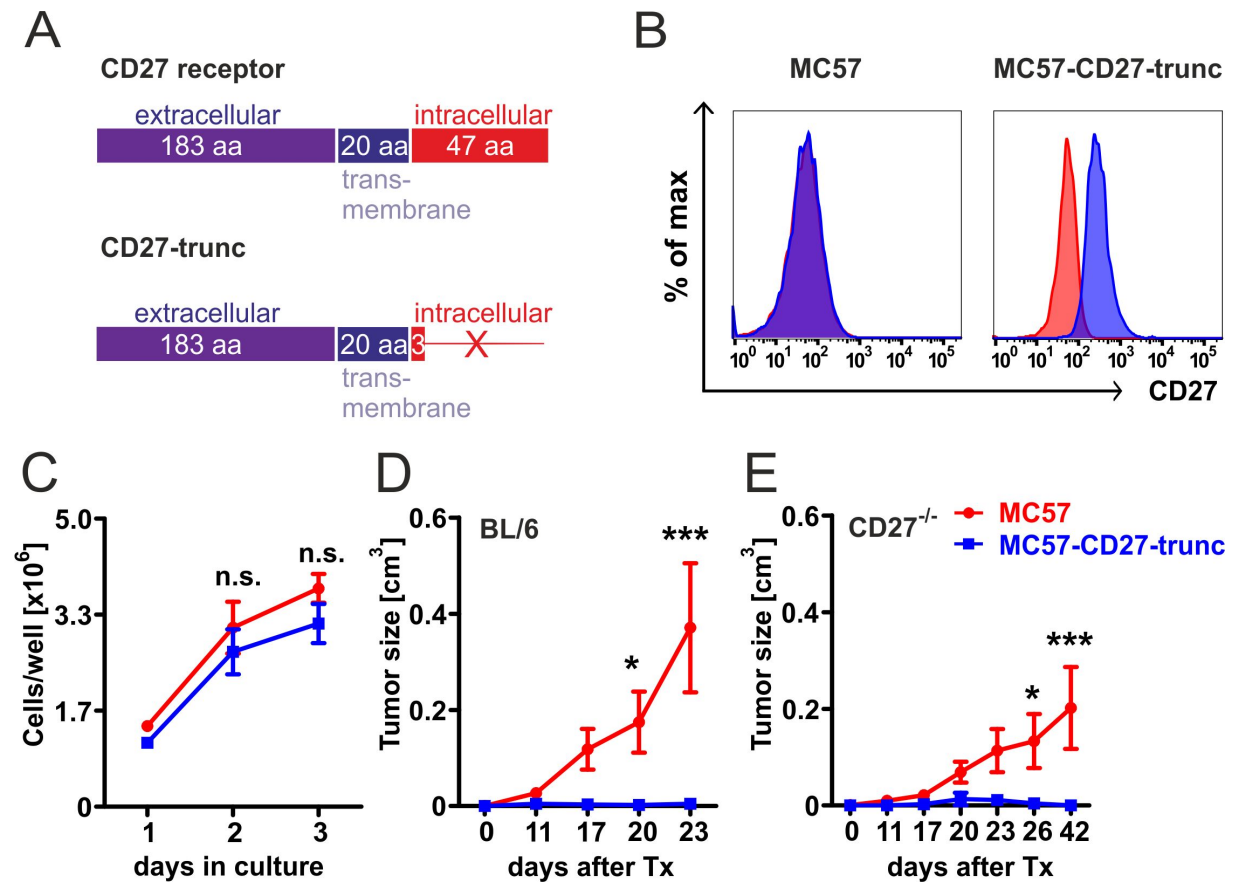 A
CD27 receptor
extracellular intracellular
183 aa 20 aa 47 aa
trans-
membrane
CD27-trunc
extracellular intracellular
183 aa 20 aa 3 X
trans-
membrane
B
MC57 MC57-CD27-trunc
% of max
10⁰ 10¹ 10² 10³ 10⁴ 10⁵ 10⁰ 10¹ 10² 10³ 10⁴ 10⁵
CD27
C
Cells/well [x10⁶]
5.0
3.3
1.7
0
n.s. n.s.
1 2 3
days in culture
D
BL/6
Tumor size [cm³]
0.6
0.4
0.2
0
* ***
0 11 17 20 23
days after Tx
E
CD27⁻/⁻
MC57
MC57-CD27-trunc
Tumor size [cm³]
0.6
0.4
0.2
0
* ***
0 11 17 20 23 26 42
days after Tx